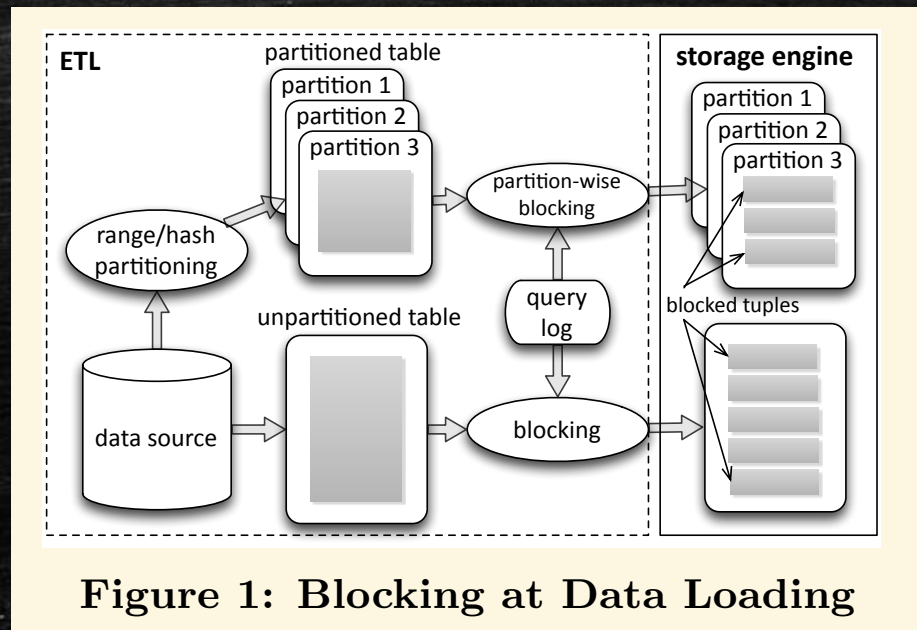 ETL
partitioned table
partition 1
partition 2
partition 3
range/hash
partitioning
partition-wise
blocking
query
log
unpartitioned table
data source
blocking
storage engine
partition 1
partition 2
partition 3
blocked tuples
Figure 1: Blocking at Data Loading